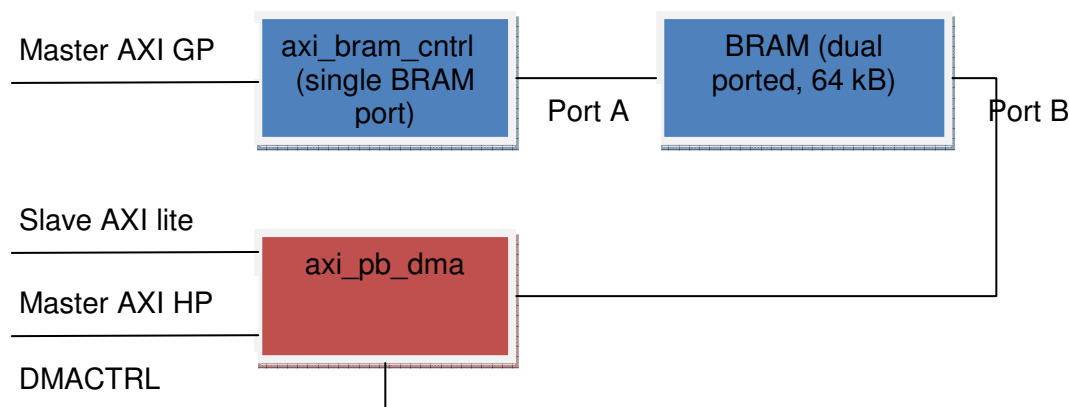 Master AXI GP
axi_bram_cntrl
(single BRAM
port)
Port A
BRAM (dual
ported, 64 kB)
Port B
Slave AXI lite
axi_pb_dma
Master AXI HP
DMACTRL